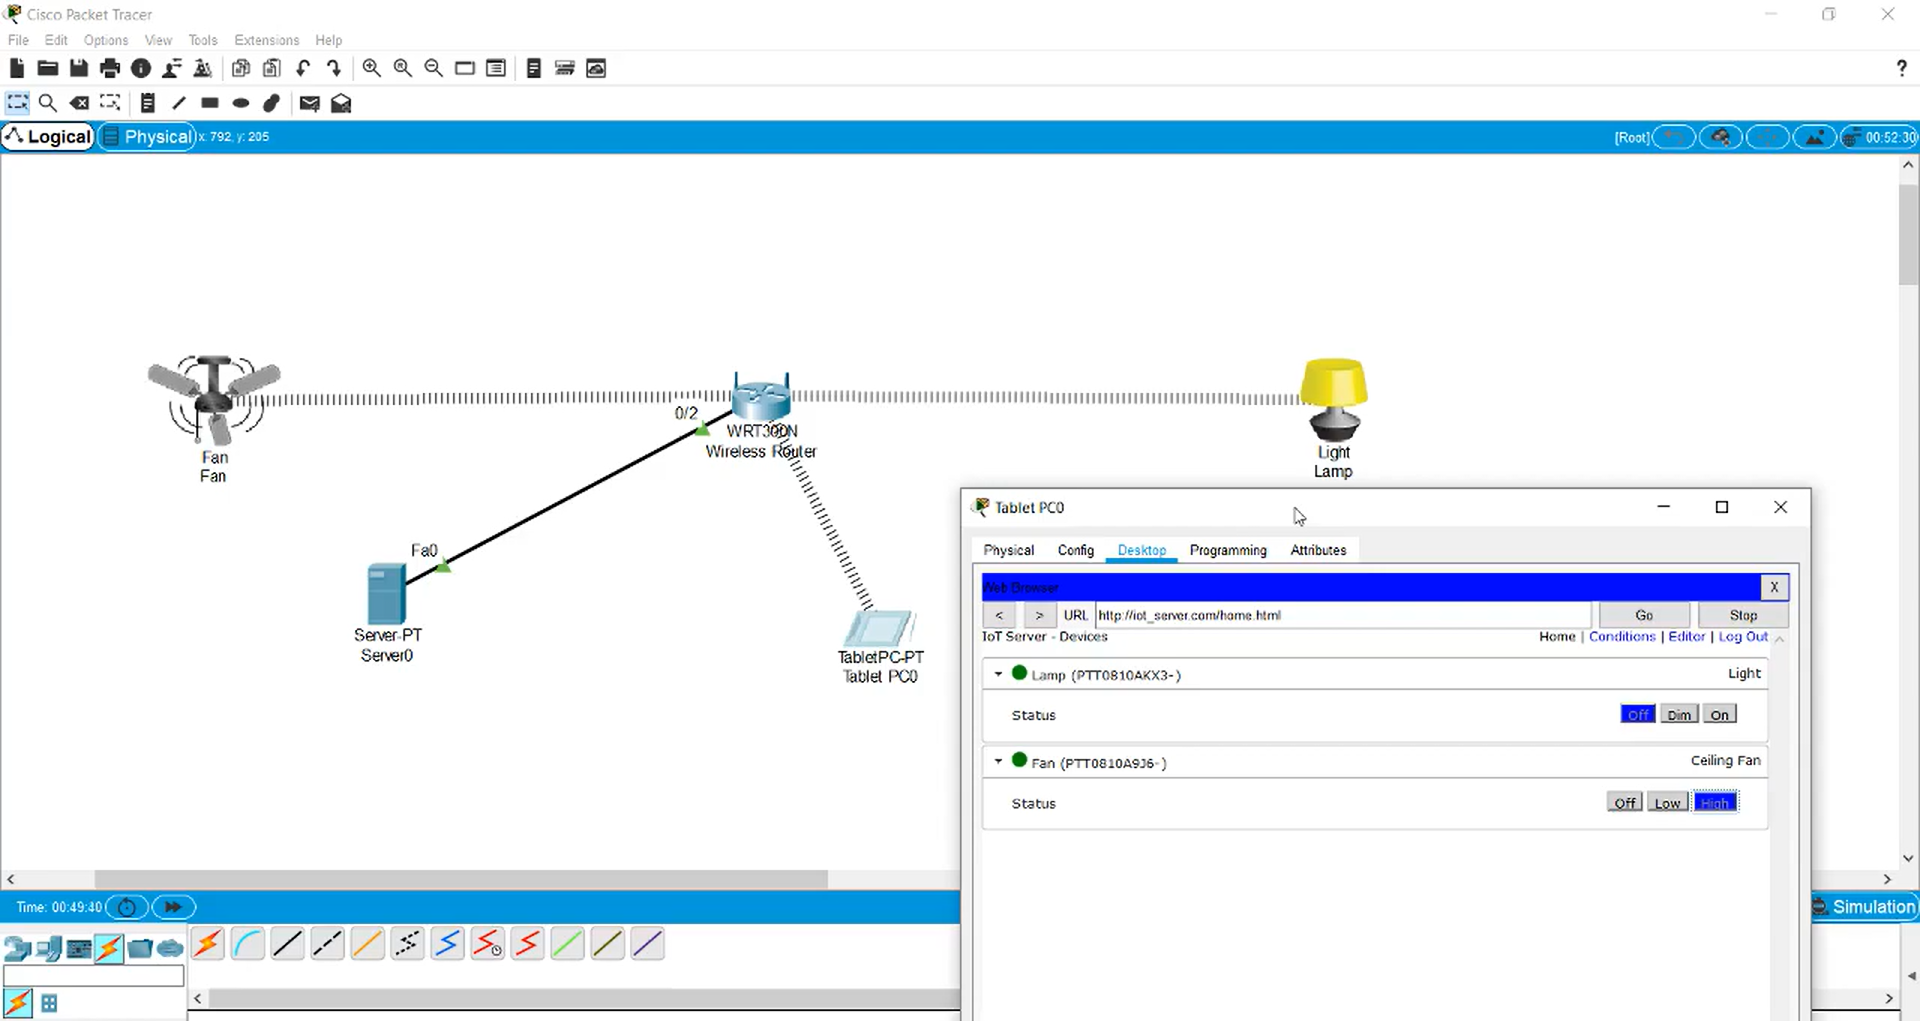 Cisco Packet Tracer
File Edit Options View Tools Extensions Help
?
Logical Physical x: 792, y: 205 [Root] 00:52:30
0/2
WRT300N
Wireless Router
Fan
Fan
Light
Lamp
Fa0
Server-PT
Server0
TabletPC-PT
Tablet PC0
Tablet PC0
Physical Config Desktop Programming Attributes
Web Browser X
< > URL http://iot_server.com/home.html Go Stop
IoT Server - Devices Home | Conditions | Editor | Log Out
Lamp (PTT0810AKX3-) Light
Status Off Dim On
Fan (PTT0810A9J6-) Ceiling Fan
Status Off Low High
Time: 00:49:40 Simulation